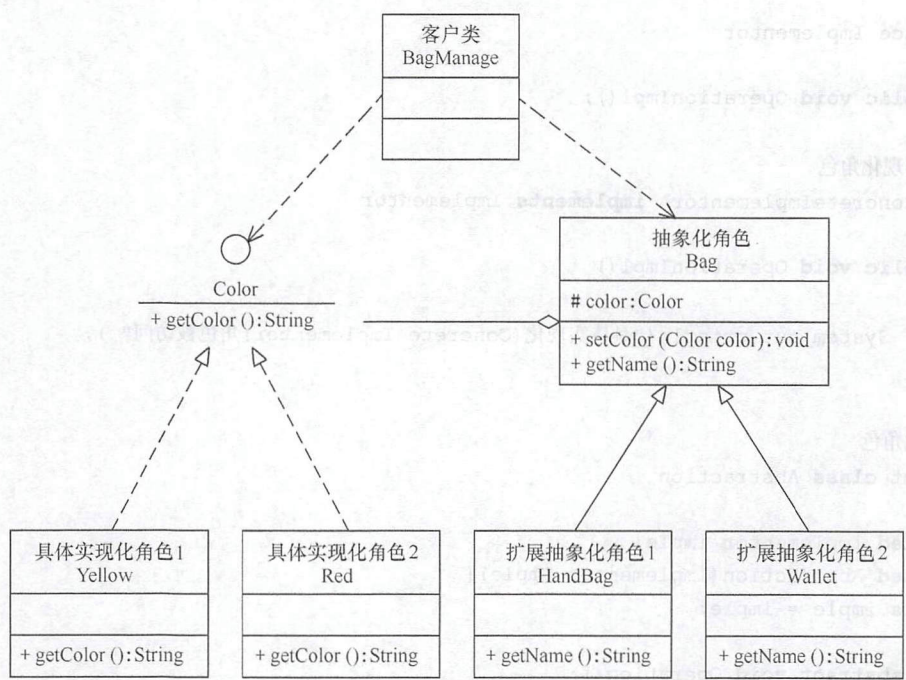 客户类
BagManage
Color
+ getColor ():String
抽象化角色
Bag
# color:Color
+ setColor (Color color):void
+ getName ():String
具体实现化角色1
Yellow
+ getColor ():String
具体实现化角色2
Red
+ getColor ():String
扩展抽象化角色1
HandBag
+ getName ():String
扩展抽象化角色2
Wallet
+ getName ():String